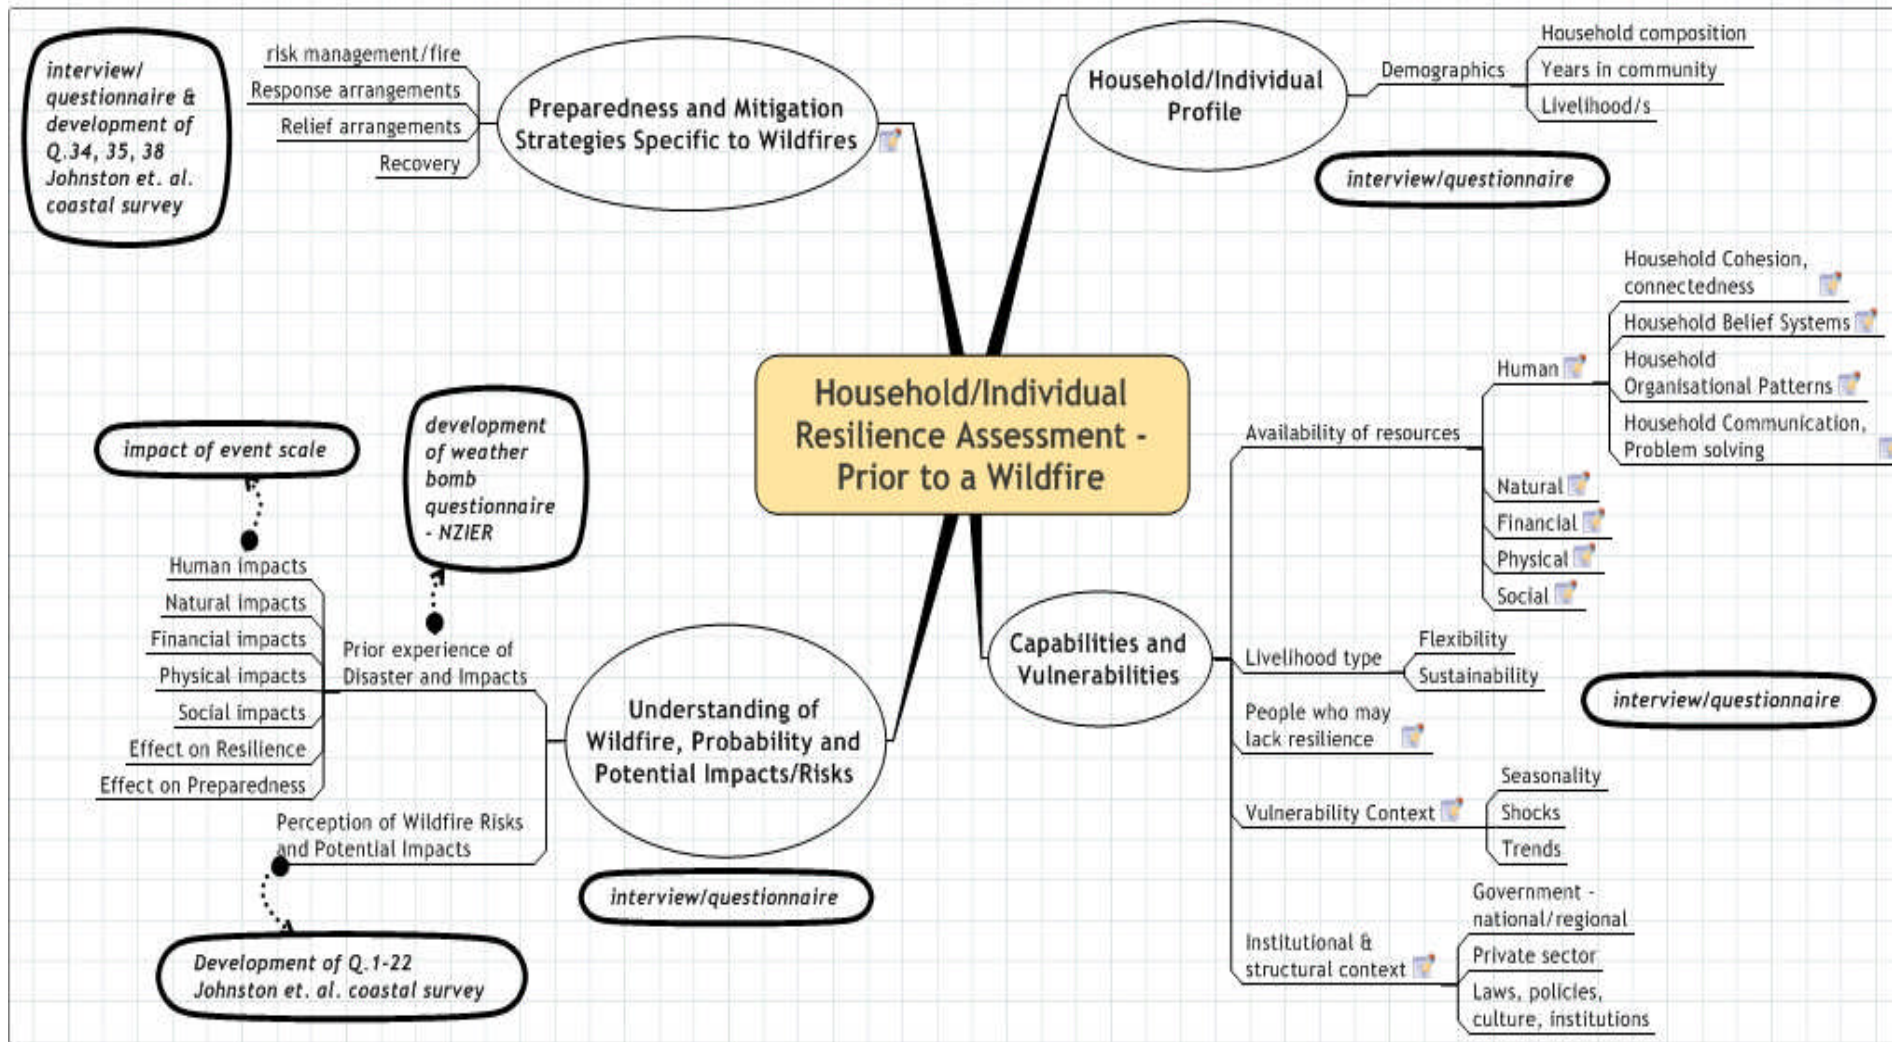 interview/
questionnaire &
development of
Q.34, 35, 38
Johnston et. al.
coastal survey
risk management/fire
Response arrangements
Relief arrangements
Recovery
Preparedness and Mitigation
Strategies Specific to Wildfires
Household/Individual
Profile
Demographics
Household composition
Years in community
Livelihood/s
interview/questionnaire
Household/Individual
Resilience Assessment -
Prior to a Wildfire
Household Cohesion,
connectedness
Household Belief Systems
Household
Organisational Patterns
Household Communication,
Problem solving
Human
Availability of resources
Natural
Financial
Physical
Social
Capabilities and
Vulnerabilities
Livelihood type
Flexibility
Sustainability
interview/questionnaire
People who may
lack resilience
Vulnerability Context
Seasonality
Shocks
Trends
Institutional &
structural context
Government -
national/regional
Private sector
Laws, policies,
culture, institutions
impact of event scale
development
of weather
bomb
questionnaire
- NZIER
Human impacts
Natural impacts
Financial impacts
Physical impacts
Social impacts
Effect on Resilience
Effect on Preparedness
Prior experience of
Disaster and Impacts
Understanding of
Wildfire, Probability and
Potential Impacts/Risks
Perception of Wildfire Risks
and Potential Impacts
interview/questionnaire
Development of Q.1-22
Johnston et. al. coastal survey